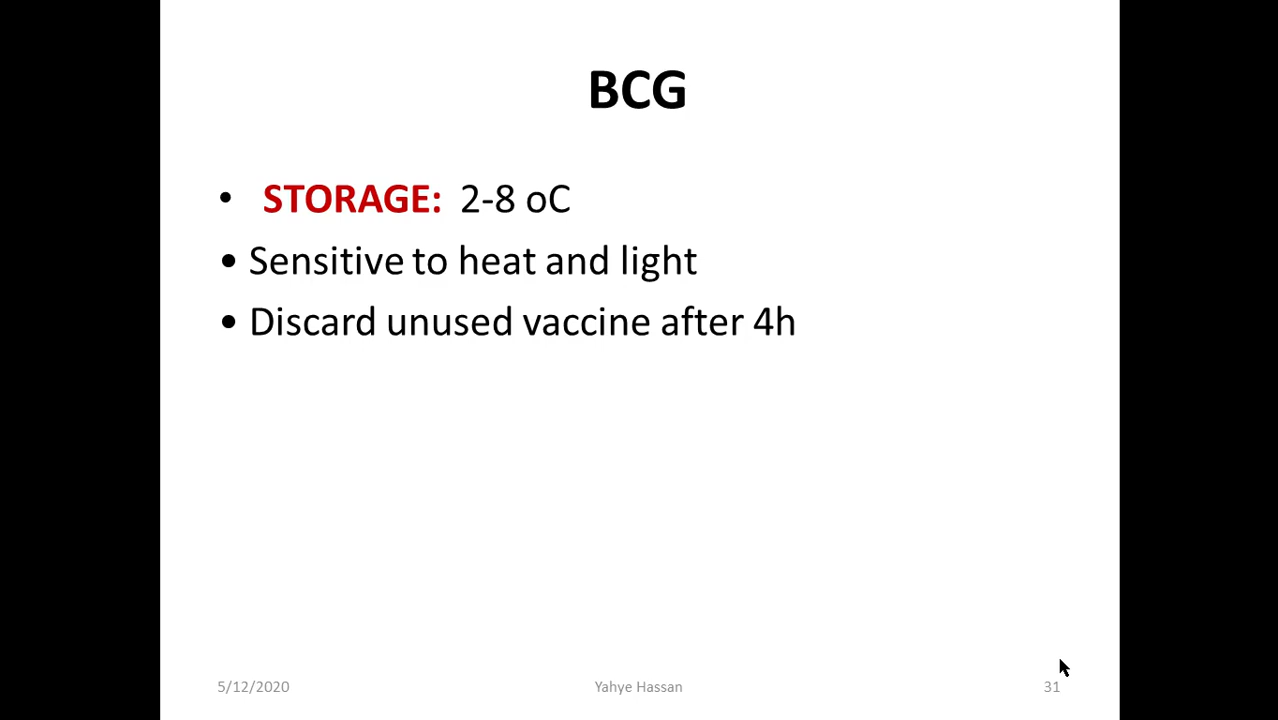 BCG
• STORAGE: 2-8 oC
• Sensitive to heat and light
• Discard unused vaccine after 4h
5/12/2020 Yahye Hassan 31